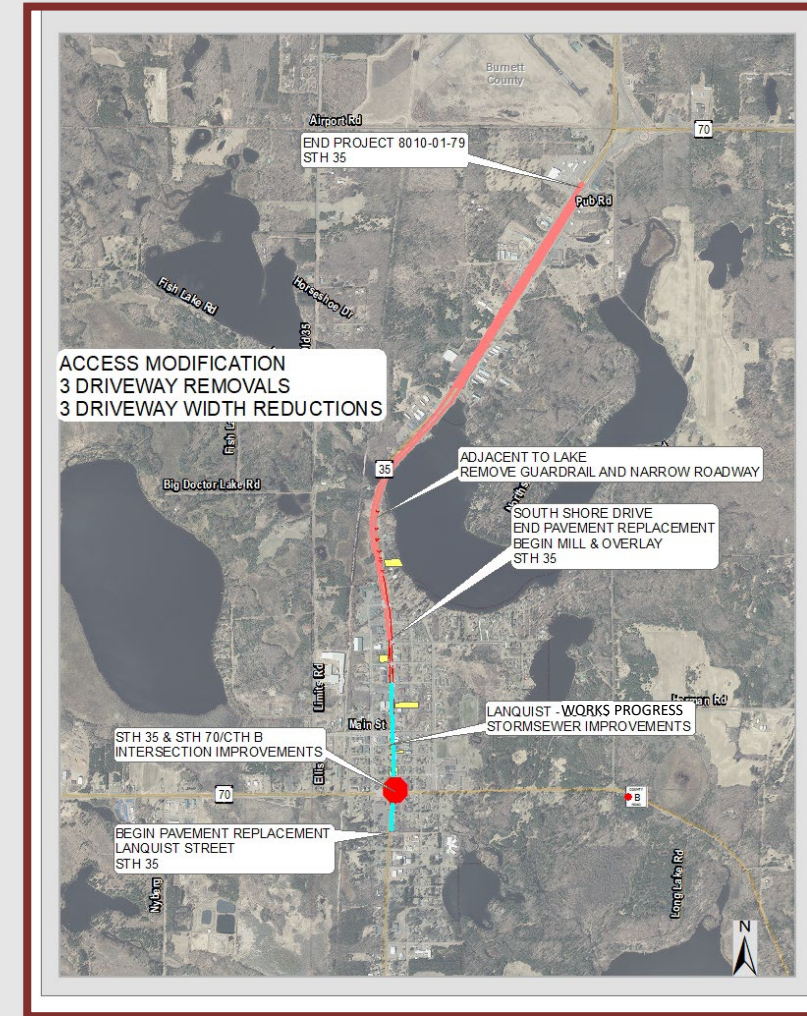 Burnett
County
Airport Rd
70
END PROJECT 8010-01-79
STH 35
Pub Rd
Fish Lake Rd
Horseshoe Dr
ACCESS MODIFICATION
3 DRIVEWAY REMOVALS
3 DRIVEWAY WIDTH REDUCTIONS
35
ADJACENT TO LAKE
REMOVE GUARDRAIL AND NARROW ROADWAY
Big Doctor Lake Rd
SOUTH SHORE DRIVE
END PAVEMENT REPLACEMENT
BEGIN MILL & OVERLAY
STH 35
Limits Rd
LANQUIST - WORKS PROGRESS
STORMSEWER IMPROVEMENTS
Main St
STH 35 & STH 70/CTH B
INTERSECTION IMPROVEMENTS
Ellis
70
COUNTY
B
ROAD
BEGIN PAVEMENT REPLACEMENT
LANQUIST STREET
STH 35
Long Lake Rd
N